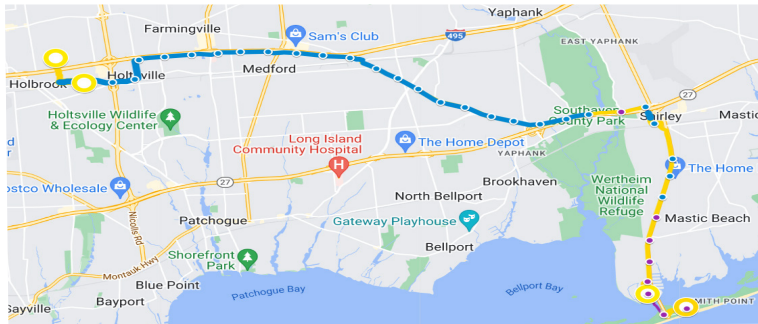 Yaphank
Farmingville
Sam's Club
495
EAST YAPHANK
Medford
Holtsville
Holbrook
27
Southaven
County Park
Shirley
Mastic
Holtsville Wildlife
& Ecology Center
Long Island
Community Hospital
The Home Depot
YAPHANK
The Home
ostco Wholesale
27
Brookhaven
Wertheim
National
Wildlife
Refuge
North Bellport
Nicolls Rd
Patchogue
Gateway Playhouse
Mastic Beach
Bellport
Shorefront
Park
Montauk Hwy
Blue Point
Patchogue Bay
Bellport Bay
Bayport
Sayville
MITH POINT